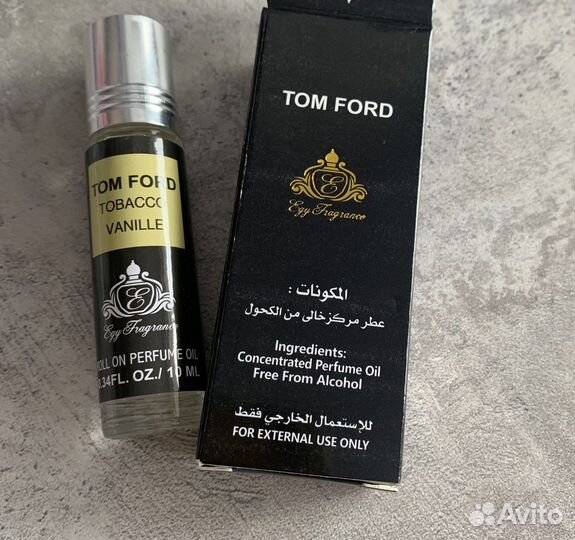 TOM FORD
TOBACCO
VANILLE
E
Egy Fragrance
ROLL ON PERFUME OIL
0.34FL. OZ./ 10 ML
TOM FORD
E
Egy Fragrance
المكونات :
عطر مركز خالى من الكحول
Ingredients:
Concentrated Perfume Oil
Free From Alcohol
للإستعمال الخارجي فقط
FOR EXTERNAL USE ONLY
Avito